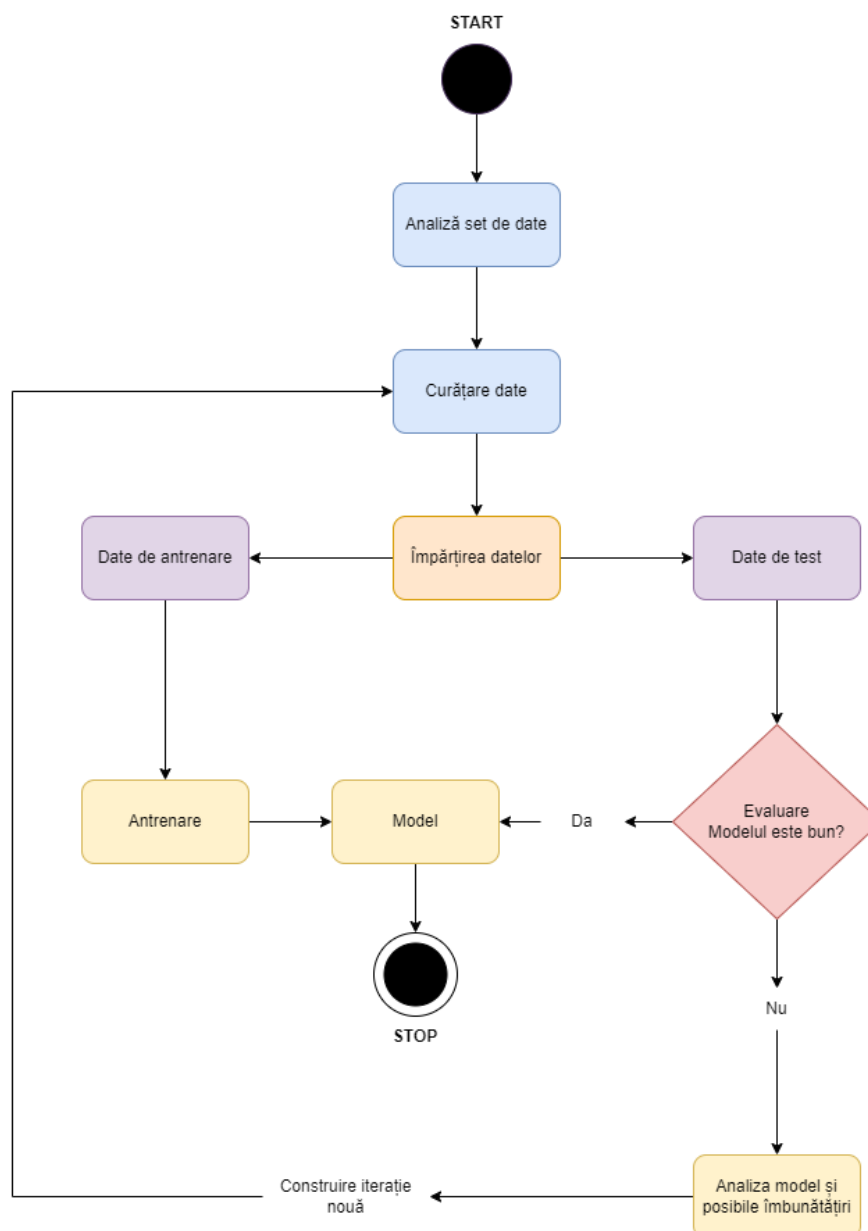 START
Analiză set de date
Curățare date
Date de antrenare
Împărțirea datelor
Date de test
Antrenare
Model
Da
Evaluare
Modelul este bun?
STOP
Nu
Construire iterație
nouă
Analiza model și
posibile îmbunătățiri